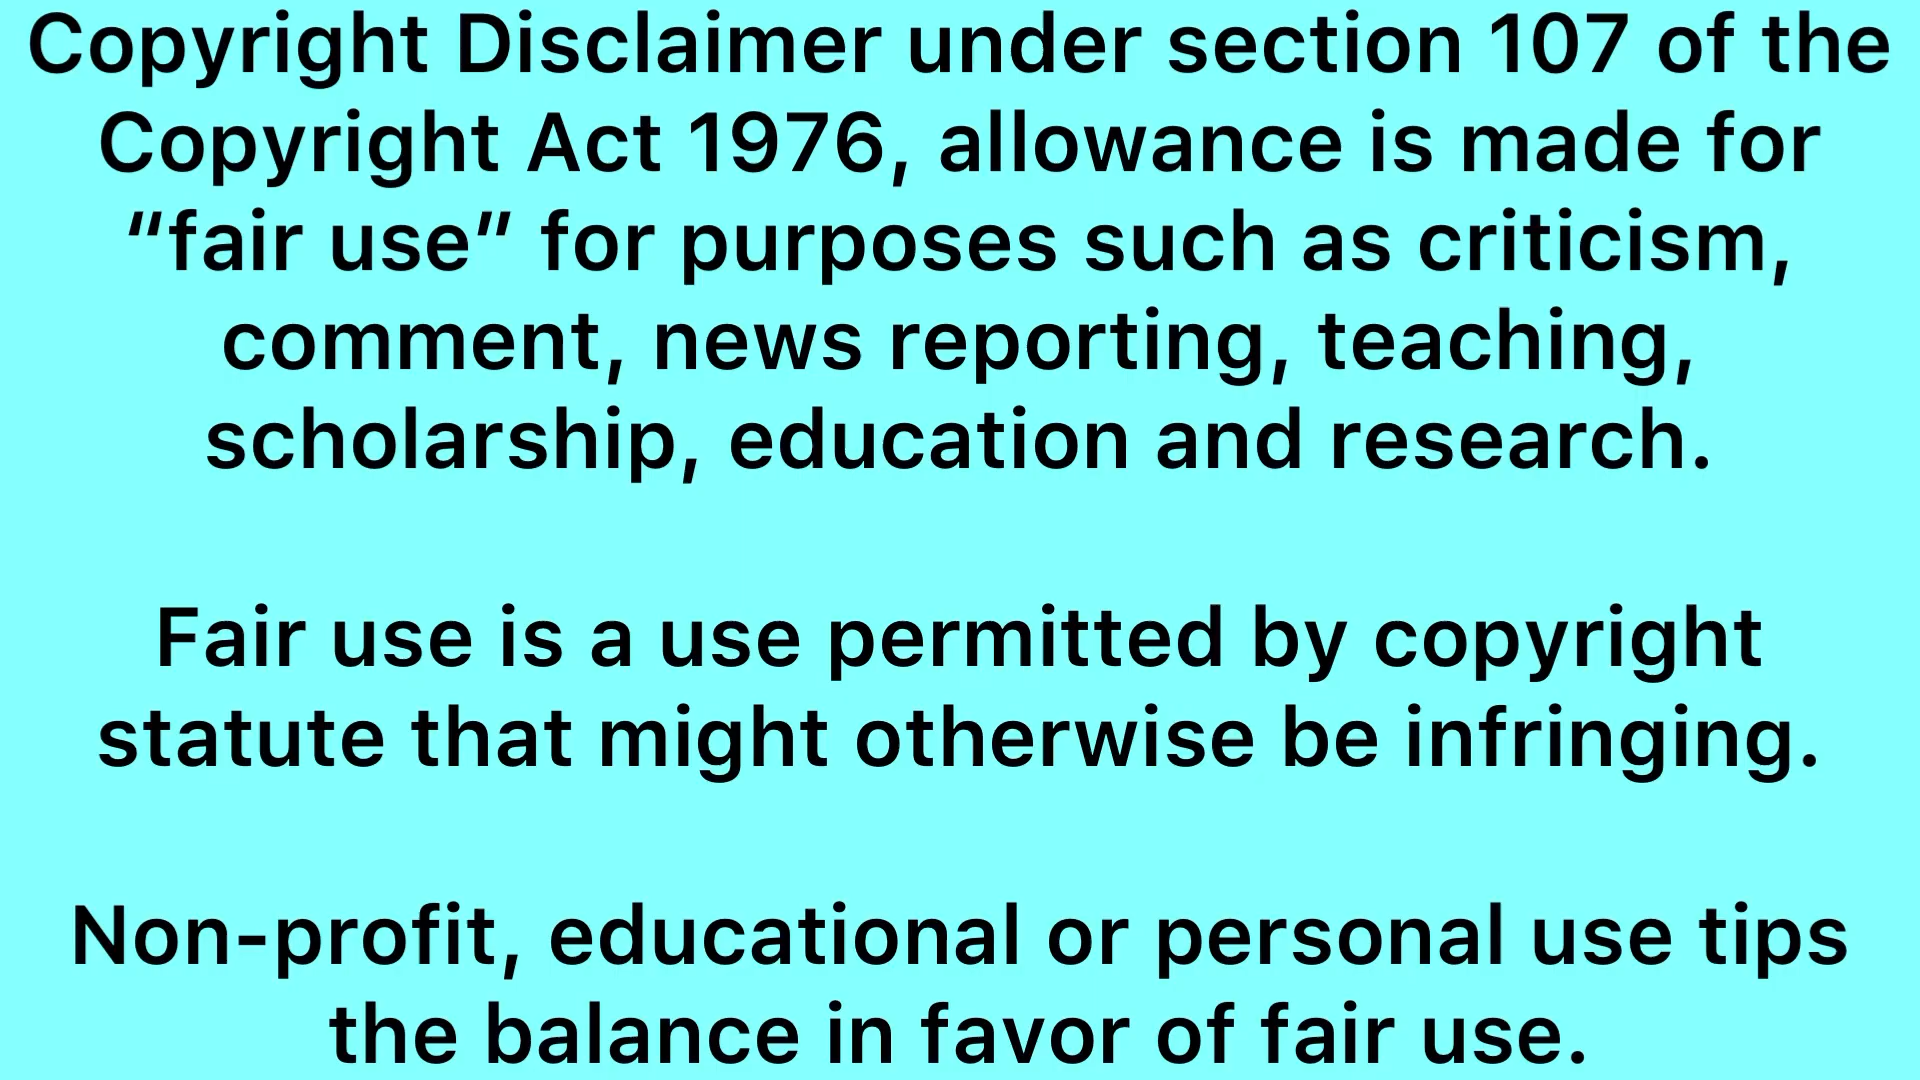 Copyright Disclaimer under section 107 of the
Copyright Act 1976, allowance is made for
“fair use” for purposes such as criticism,
comment, news reporting, teaching,
scholarship, education and research.
Fair use is a use permitted by copyright
statute that might otherwise be infringing.
Non-profit, educational or personal use tips
the balance in favor of fair use.